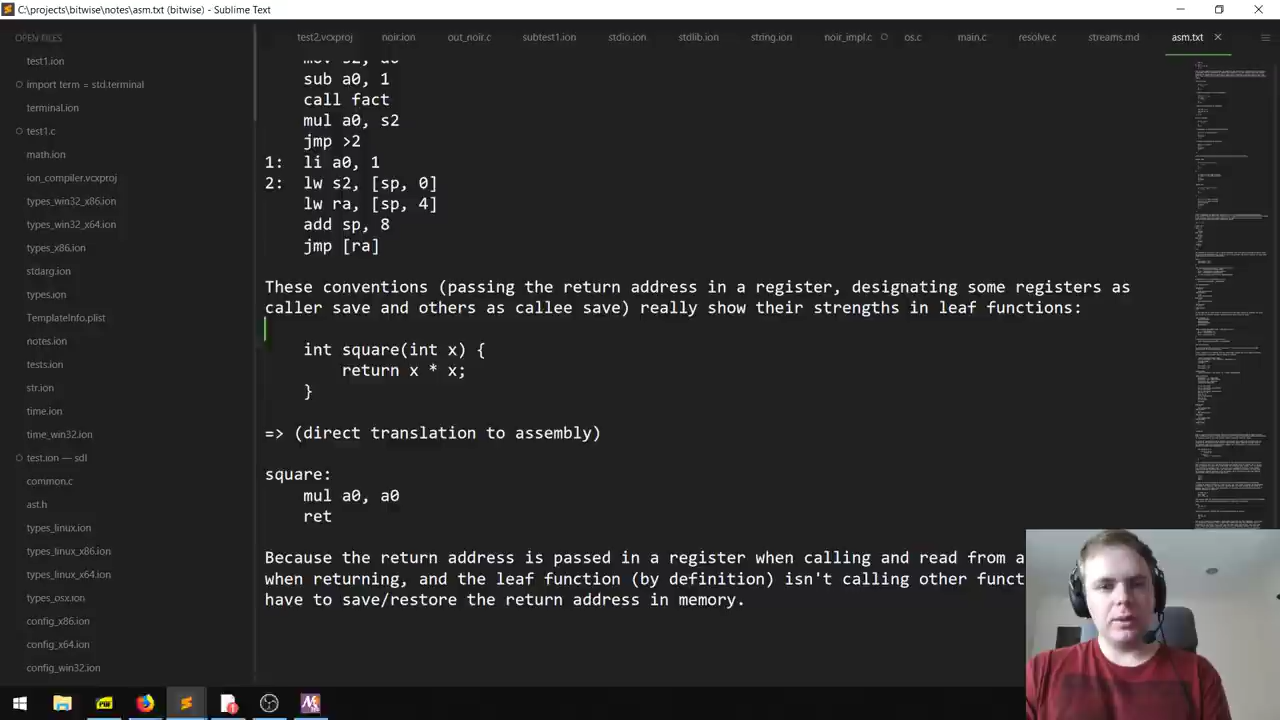 C:\projects\bitwise\notes\asm.txt (bitwise) - Sublime Text
OPEN FILES
test1.ion
import term = std.terminal
terminal.ion
test1.c
math.ion
ion_compiler.vcxproj
types_win32_x86.ion
types_win32_x64.ion
types_x86.ion
stdarg.ion
types.ion
TemplateInfo.plist
notes.ion
tests.ion
str.ion
time.ion
time_win32.ion
test.ion — sdl
common.c
ast.h
types_linux.ion
types_linux_x86.ion
types_linux_x64.ion
types_osx.ion
config_x86.ion
config_x64.ion
config_win32.ion
test2.vcxproj noir.ion out_noir.c subtest1.ion stdio.ion stdlib.ion string.ion noir_impl.c os.c main.c resolve.c streams.md asm.txt
mov s2, a0
sub a0, 1
call fact
mul a0, s2
jmp >2
1: li a0, 1
2: lw s2, [sp, 0]
lw ra, [sp, 4]
add sp, 8
jmp [ra]
These conventions (passing the return address in a register, designating some registers as
caller save and others as callee save) really show their strengths in leaf functions:
int square(int x) {
return x * x;
}
=> (direct translation to assembly)
square:
mul a0, a0
ret
Because the return address is passed in a register when calling and read from a
when returning, and the leaf function (by definition) isn't calling other funct
have to save/restore the return address in memory.